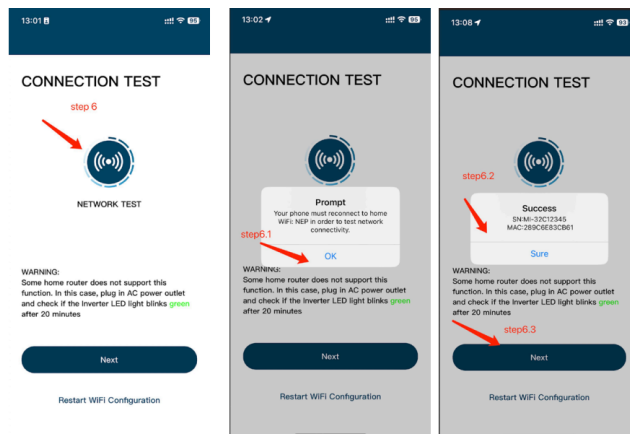 13:01
98
CONNECTION TEST
step 6
NETWORK TEST
WARNING:
Some home router does not support this
function. In this case, plug in AC power outlet
and check if the Inverter LED light blinks green
after 20 minutes
Next
Restart WiFi Configuration
13:02
95
CONNECTION TEST
Prompt
Your phone must reconnect to home
WiFi: NEP in order to test network
connectivity.
step6.1
OK
WARNING:
Some home router does not support this
function. In this case, plug in AC power outlet
and check if the Inverter LED light blinks green
after 20 minutes
Next
Restart WiFi Configuration
13:08
93
CONNECTION TEST
step6.2
Success
SN:MI-32C12345
MAC:289C6E83CB61
Sure
WARNING:
Some home router does not support this
function. In this case, plug in AC power outlet
and check if the Inverter LED light blinks green
after 20 minutes
step6.3
Next
Restart WiFi Configuration